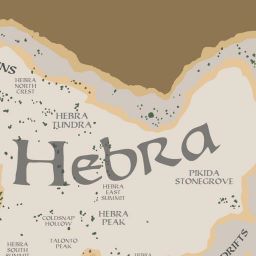 NS
HEBRA
NORTH
CREST
HEBRA
TUNDRA
Hebra
PIKIDA
STONEGROVE
HEBRA
EAST
SUMMIT
COLDSNAP
HOLLOW
HEBRA
PEAK
DRIFTS
HEBRA
SOUTH
SUMMIT
TALONTO
PEAK
HEBRA